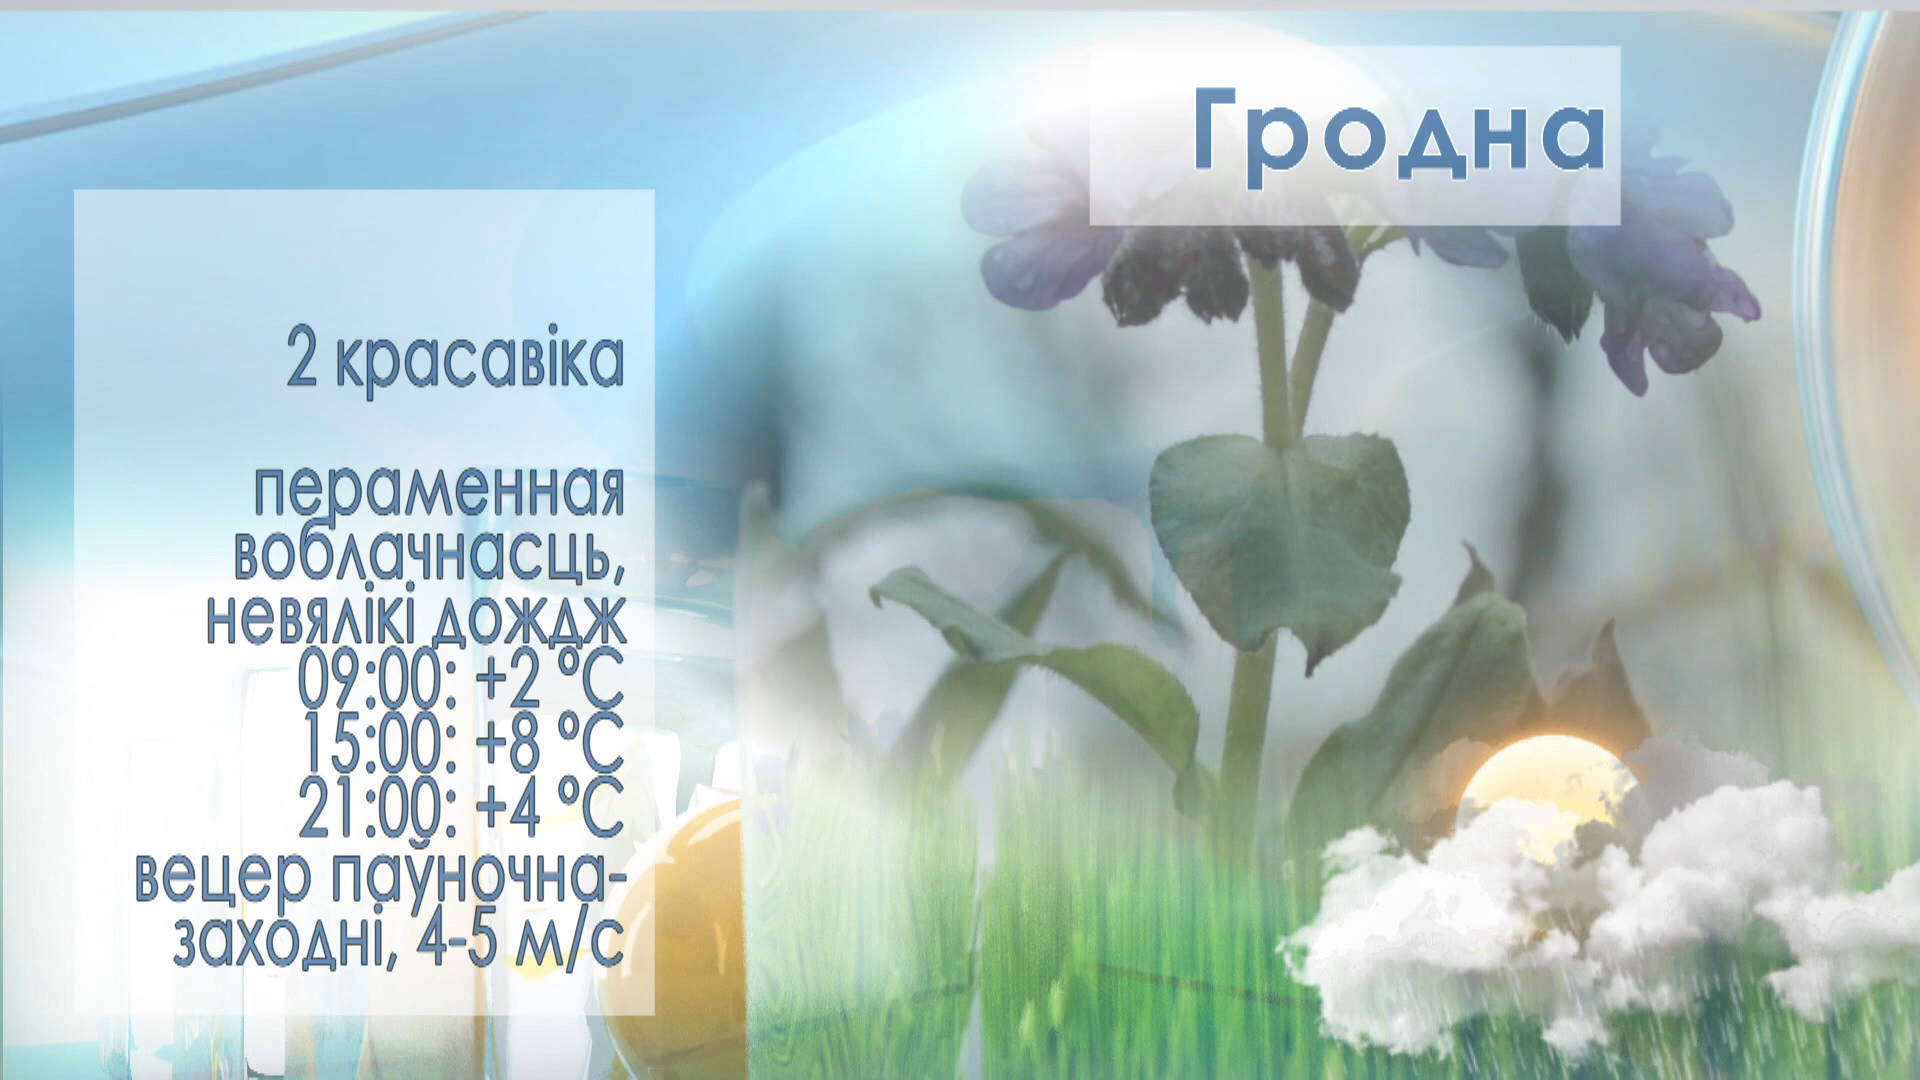 Гродна
2 красавіка
пераменная
воблачнасць,
невялікі дождж
09:00: +2 °C
15:00: +8 °C
21:00: +4 °C
вецер паўночна-
заходні, 4-5 м/с